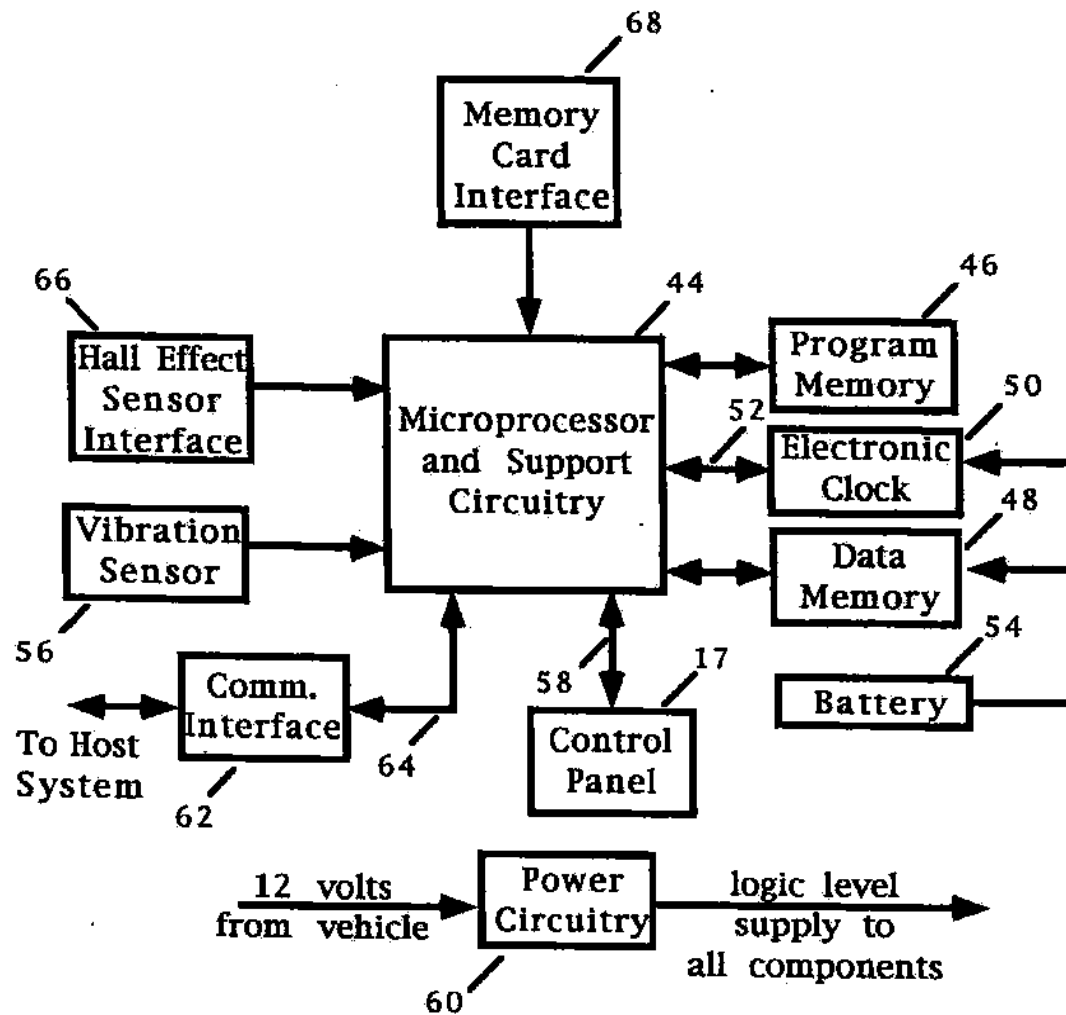 68
Memory
Card
Interface
66
44
46
Hall Effect
Sensor
Interface
Program
Memory
50
Microprocessor
and Support
Circuitry
52
Electronic
Clock
48
Vibration
Sensor
Data
Memory
56
54
58
17
Comm.
Interface
Battery
To Host
System
64
Control
Panel
62
12 volts
from vehicle
Power
Circuitry
logic level
supply to
all components
60